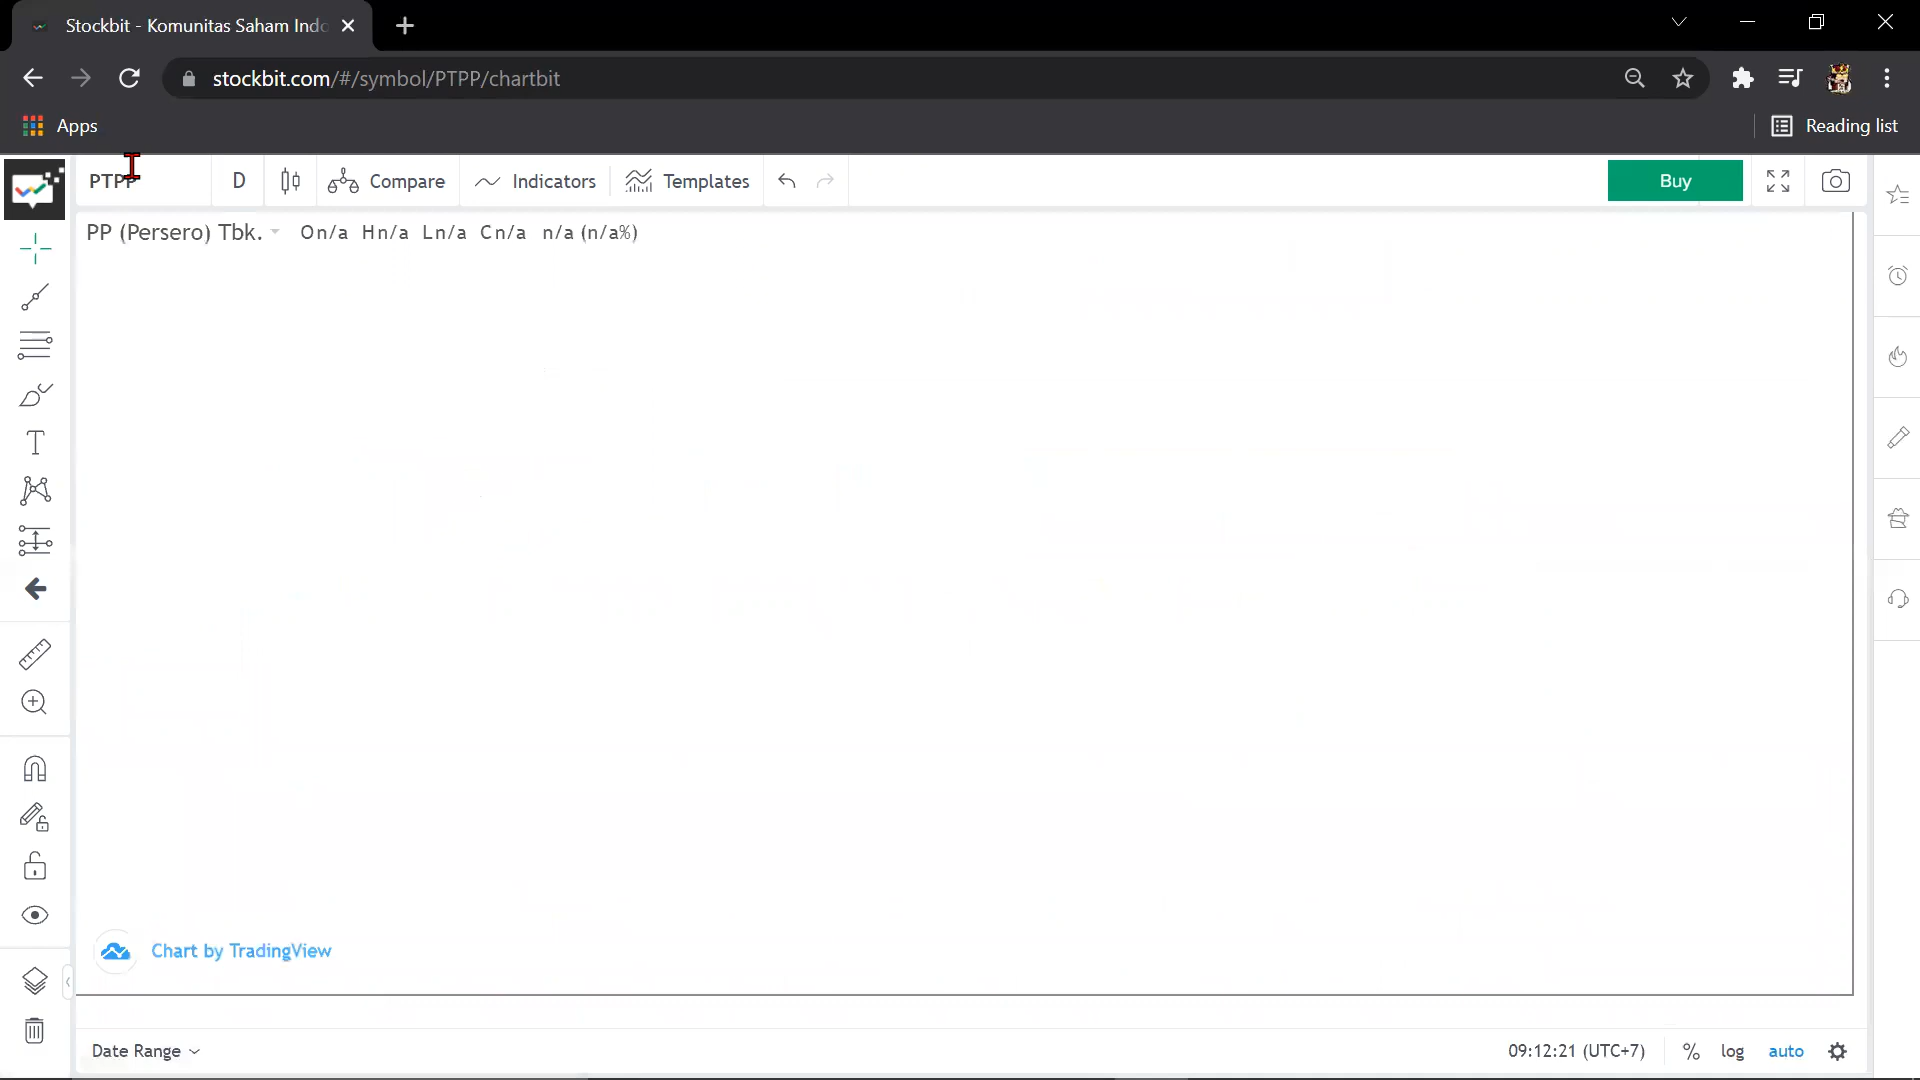 Stockbit - Komunitas Saham Indo
stockbit.com/#/symbol/PTPP/chartbit
Apps
Reading list
PTPP
D
Compare
Indicators
Templates
Buy
PP (Persero) Tbk. On/a Hn/a Ln/a Cn/a n/a (n/a%)
T
Chart by TradingView
Date Range
09:12:21 (UTC+7)
%
log
auto